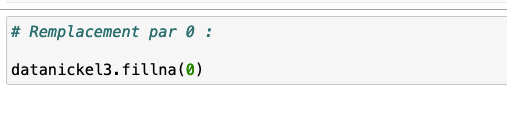 # Remplacement par 0 :
datanickel3.fillna(0)